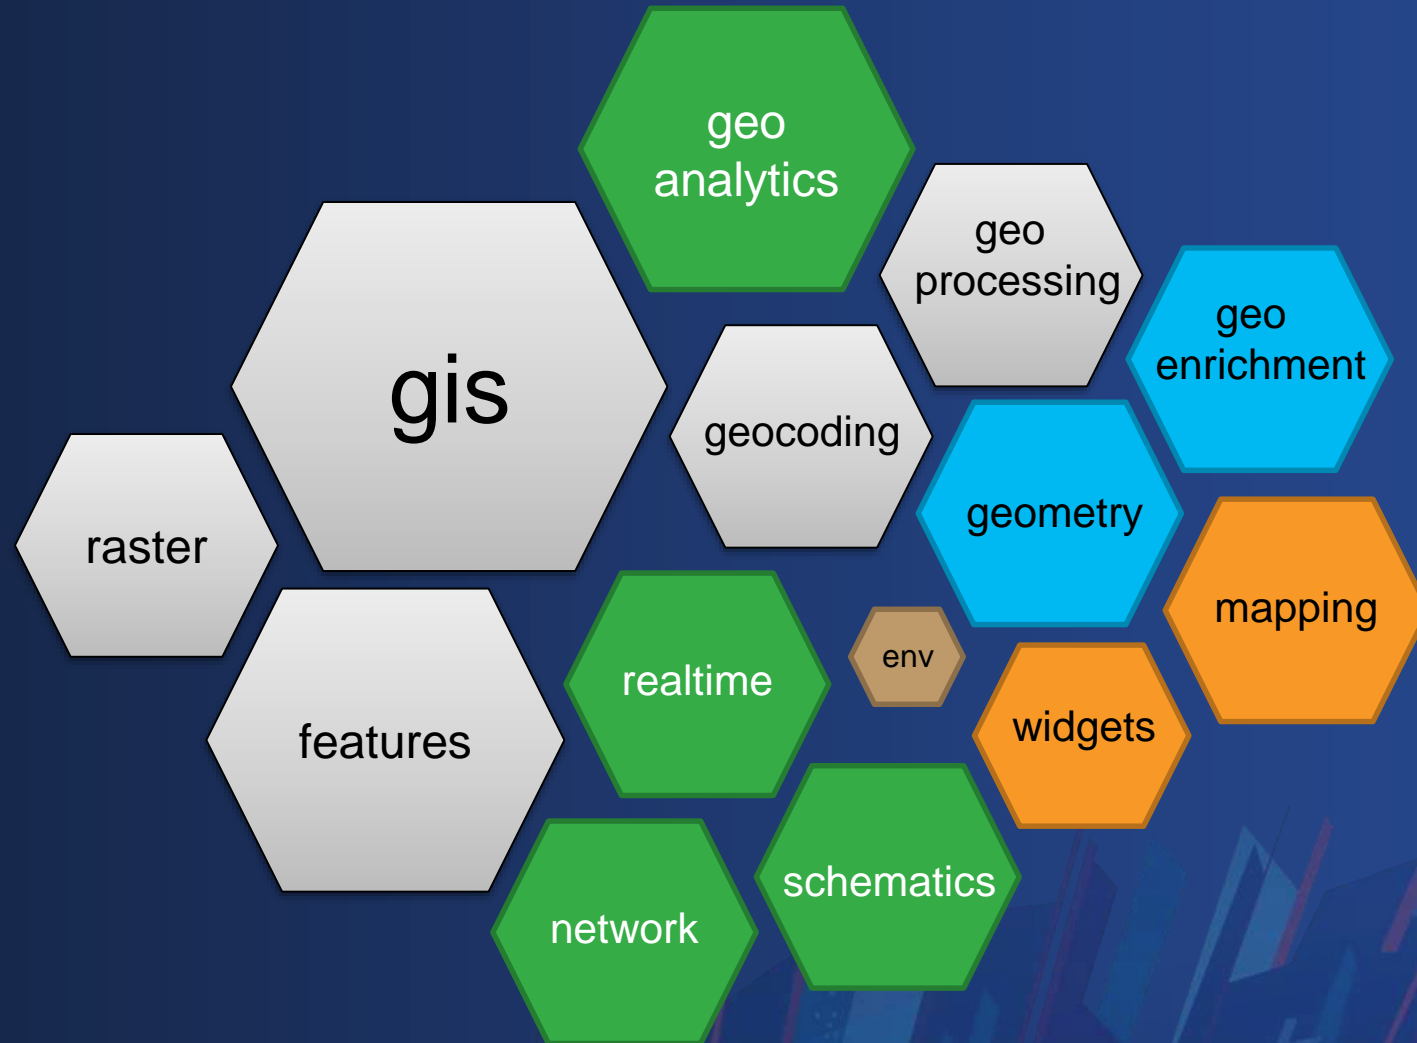 geo
analytics
geo
processing
geo
enrichment
gis
geocoding
raster
geometry
mapping
features
realtime
env
widgets
schematics
network